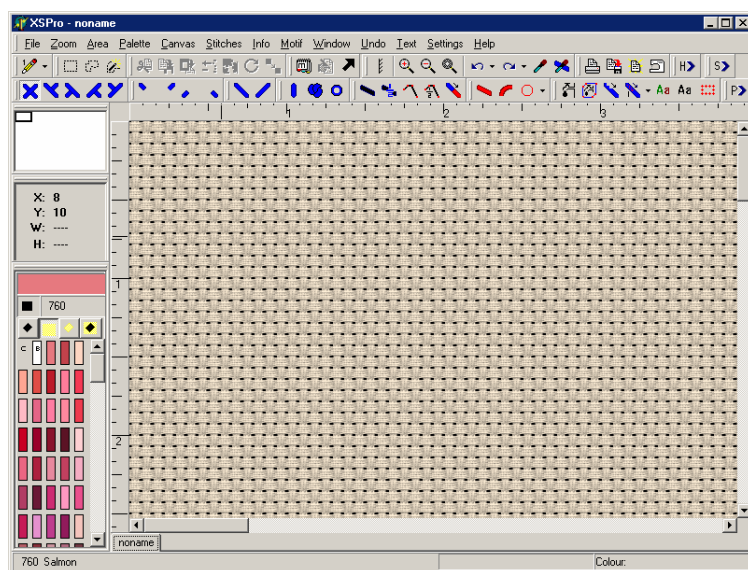 XSPro - noname
File Zoom Area Palette Canvas Stitches Info Motif Window Undo Text Settings Help
m H S
Aa Aa P
1 2 3
X: 8
Y: 10
W: ----
H: ----
1
760
C B
2
noname
760 Salmon Colour: